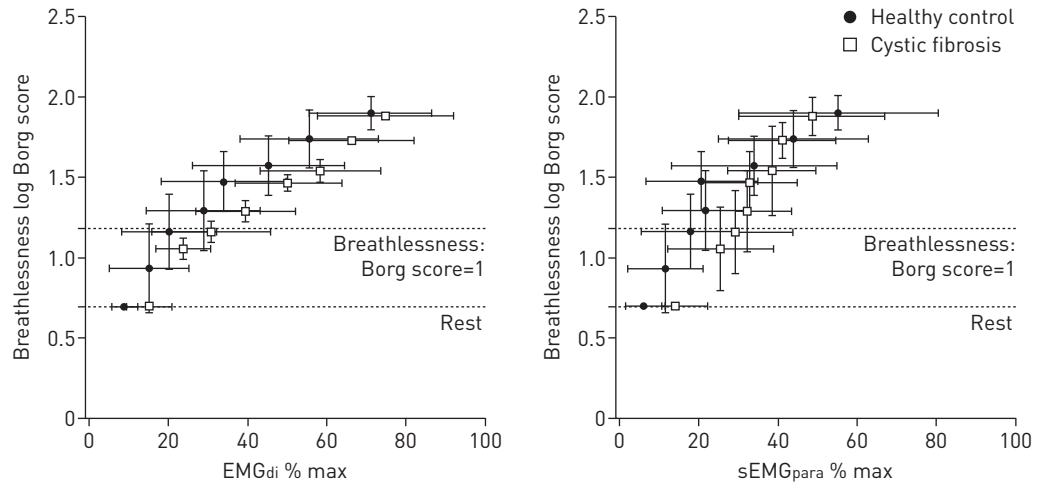 2.5
2.0
1.5
1.0
0.5
0
Breathlessness log Borg score
Breathlessness:
Borg score=1
Rest
0 20 40 60 80 100
EMGdi % max
2.5
2.0
1.5
1.0
0.5
0
Breathlessness log Borg score
Healthy control
Cystic fibrosis
Breathlessness:
Borg score=1
Rest
0 20 40 60 80 100
sEMGpara % max